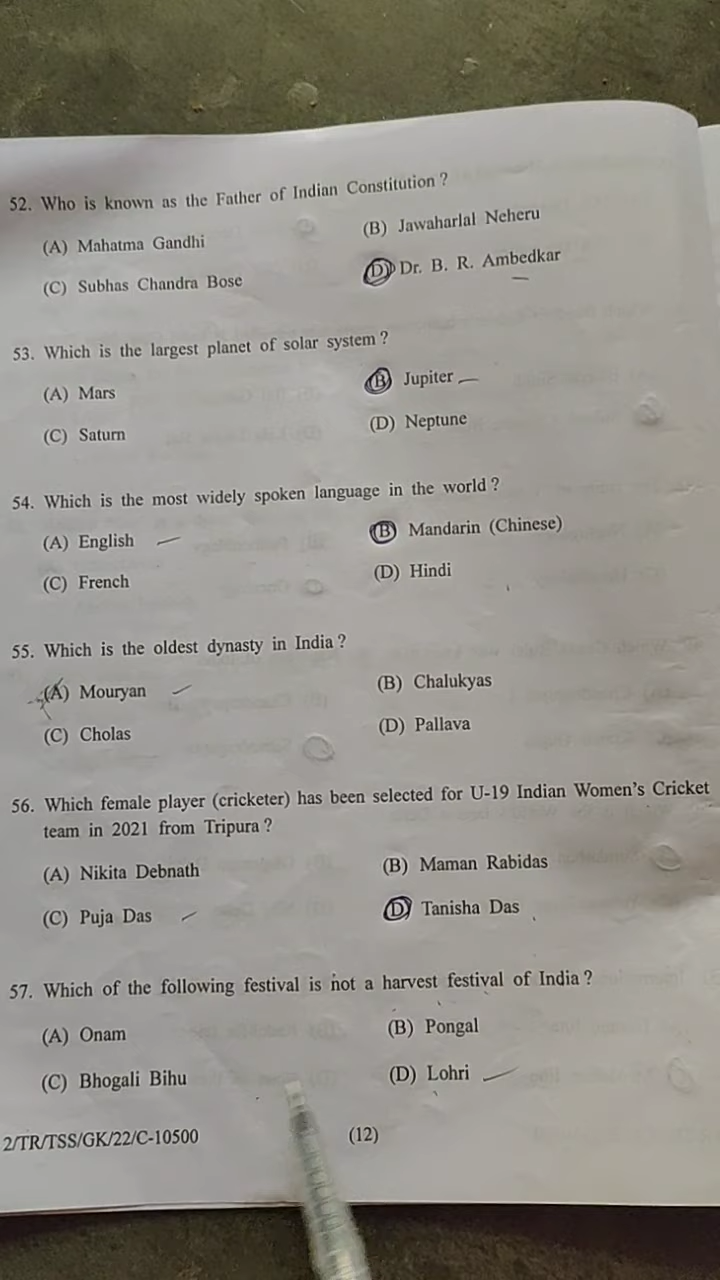 52. Who is known as the Father of Indian Constitution ?
(A) Mahatma Gandhi (B) Jawaharlal Neheru
(C) Subhas Chandra Bose (D) Dr. B. R. Ambedkar
53. Which is the largest planet of solar system ?
(A) Mars (B) Jupiter
(C) Saturn (D) Neptune
54. Which is the most widely spoken language in the world ?
(A) English (B) Mandarin (Chinese)
(C) French (D) Hindi
55. Which is the oldest dynasty in India ?
(A) Mouryan (B) Chalukyas
(C) Cholas (D) Pallava
56. Which female player (cricketer) has been selected for U-19 Indian Women's Cricket
team in 2021 from Tripura ?
(A) Nikita Debnath (B) Maman Rabidas
(C) Puja Das (D) Tanisha Das
57. Which of the following festival is not a harvest festival of India ?
(A) Onam (B) Pongal
(C) Bhogali Bihu (D) Lohri
2/TR/TSS/GK/22/C-10500 (12)